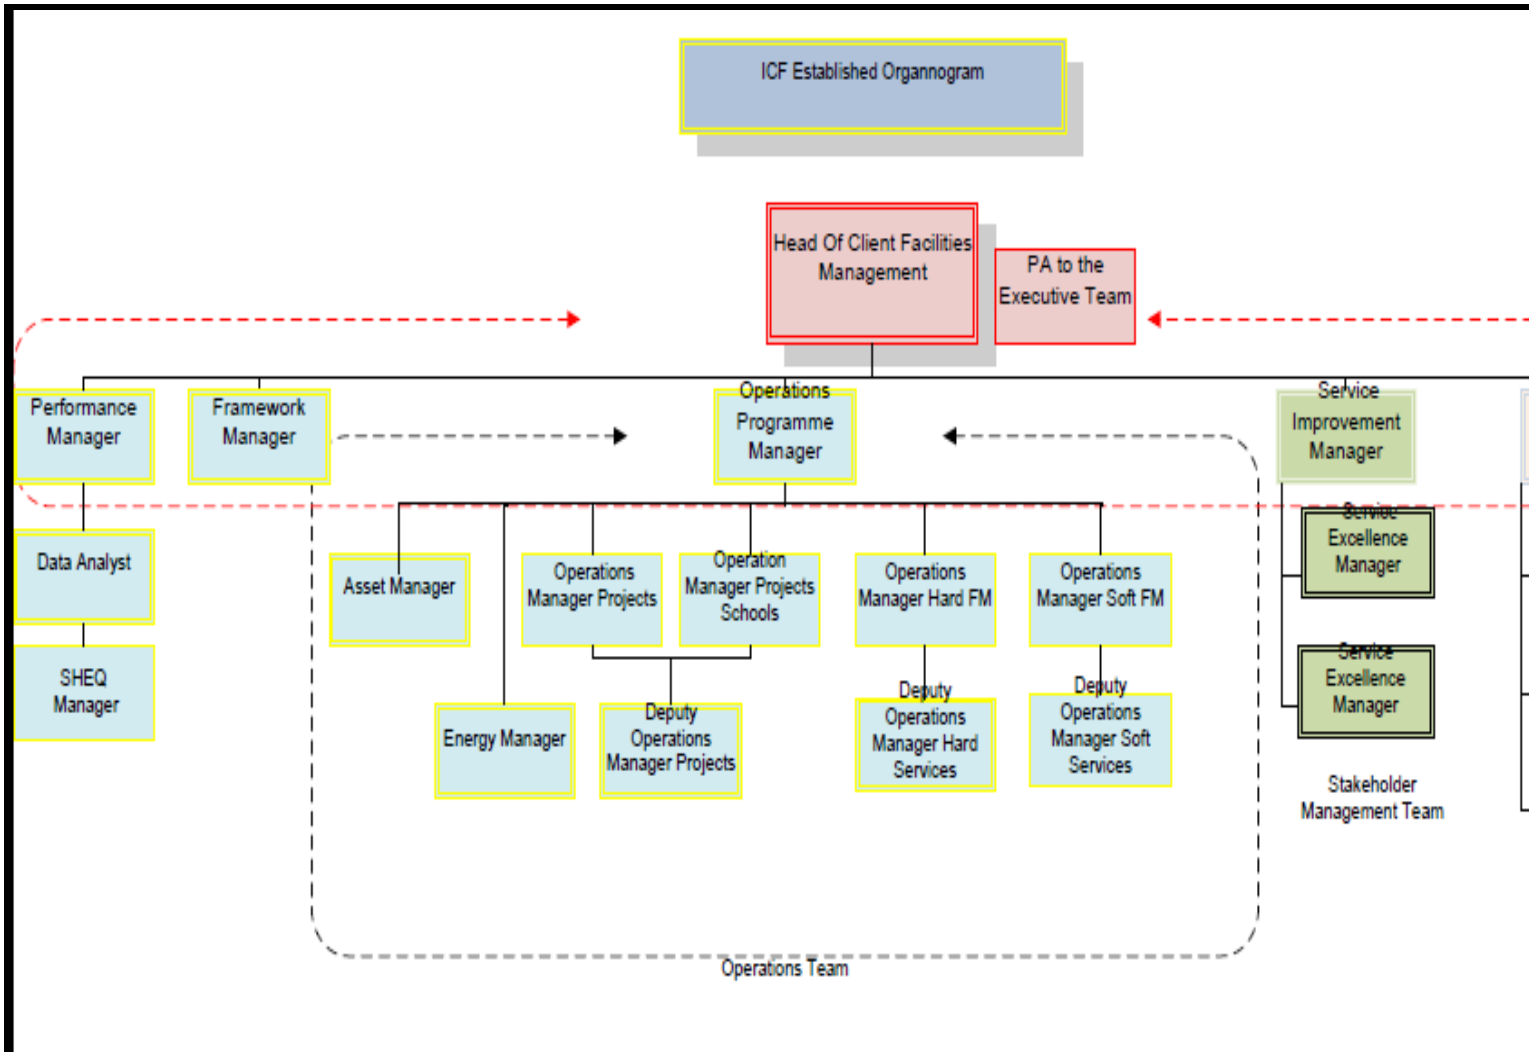 ICF Established Organnogram
Head Of Client Facilities
Management
PA to the
Executive Team
Performance
Manager
Framework
Manager
Operations
Programme
Manager
Service
Improvement
Manager
Data Analyst
SHEQ
Manager
Asset Manager
Operations
Manager Projects
Operation
Manager Projects
Schools
Operations
Manager Hard FM
Operations
Manager Soft FM
Service
Excellence
Manager
Energy Manager
Deputy
Operations
Manager Projects
Deputy
Operations
Manager Hard
Services
Deputy
Operations
Manager Soft
Services
Service
Excellence
Manager
Stakeholder
Management Team
Operations Team